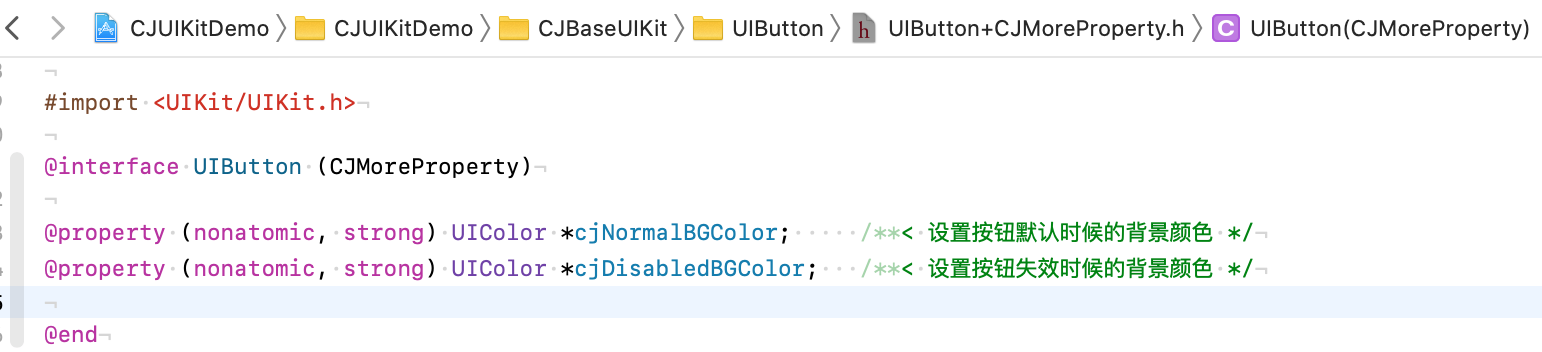 CJUIKitDemo 〉 CJUIKitDemo 〉 CJBaseUIKit 〉 UIButton 〉 h UIButton+CJMoreProperty.h 〉 C UIButton(CJMoreProperty)
#import <UIKit/UIKit.h>
@interface UIButton (CJMoreProperty)
@property (nonatomic, strong) UIColor *cjNormalBGColor;     /**< 设置按钮默认时候的背景颜色 */
@property (nonatomic, strong) UIColor *cjDisabledBGColor;   /**< 设置按钮失效时候的背景颜色 */
@end